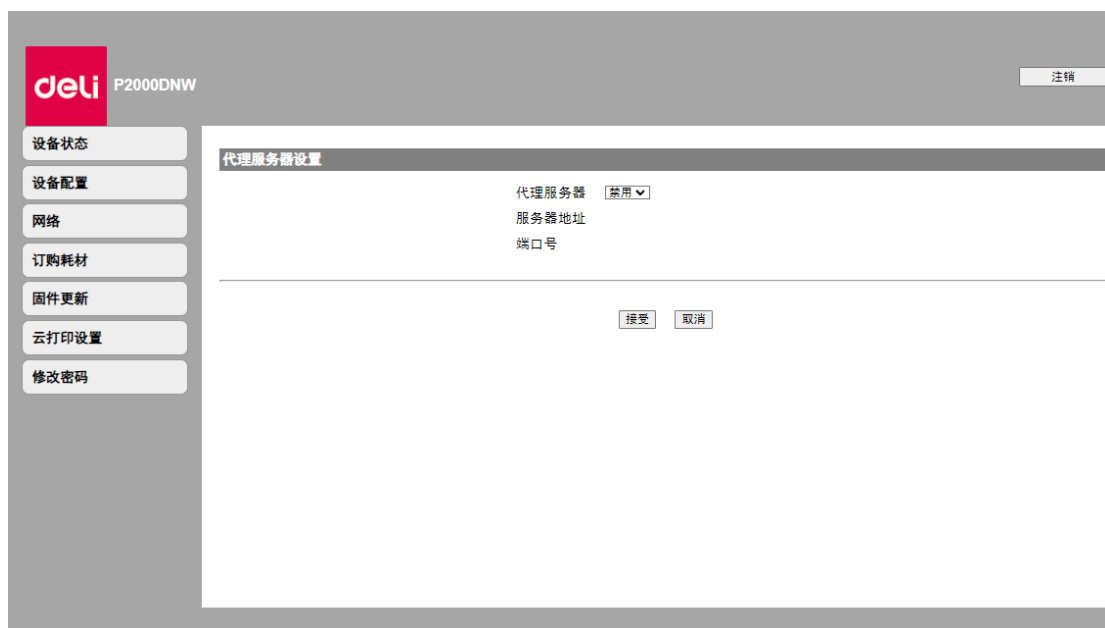 deli P2000DNW
注销
设备状态
设备配置
网络
订购耗材
固件更新
云打印设置
修改密码
代理服务器设置
代理服务器 禁用
服务器地址
端口号
接受 取消